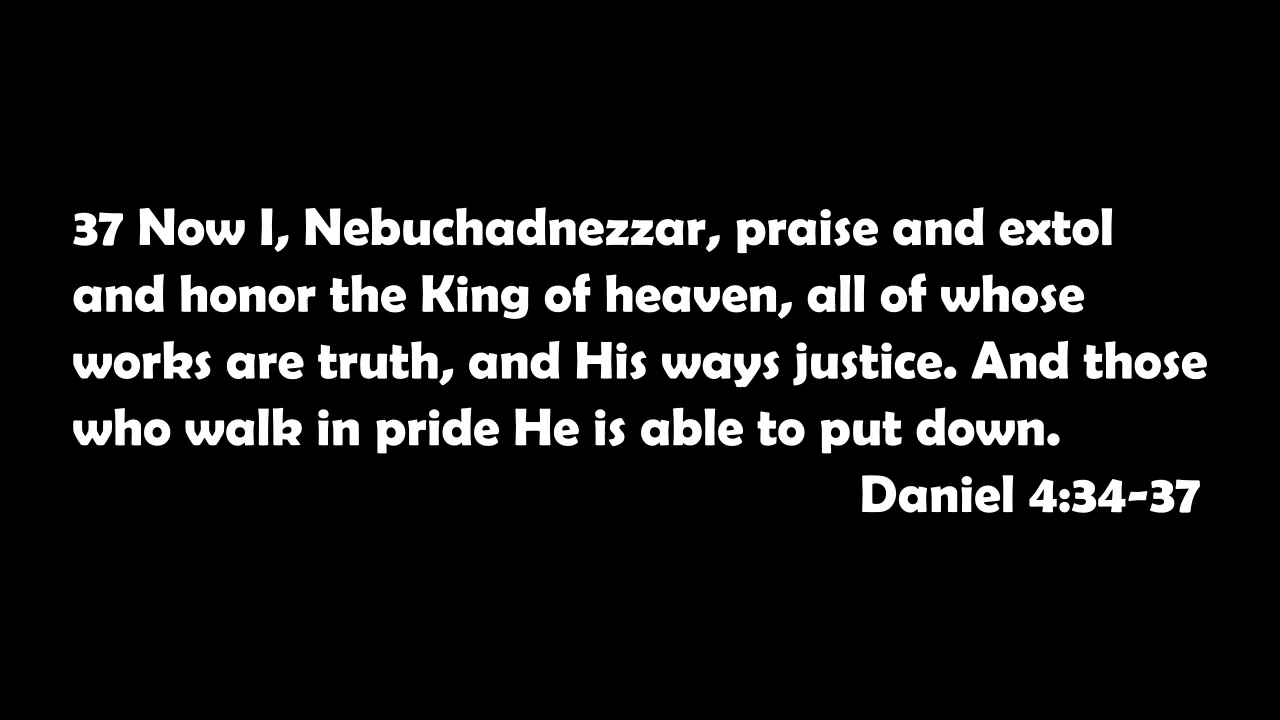 37 Now I, Nebuchadnezzar, praise and extol
and honor the King of heaven, all of whose
works are truth, and His ways justice. And those
who walk in pride He is able to put down.
Daniel 4:34-37